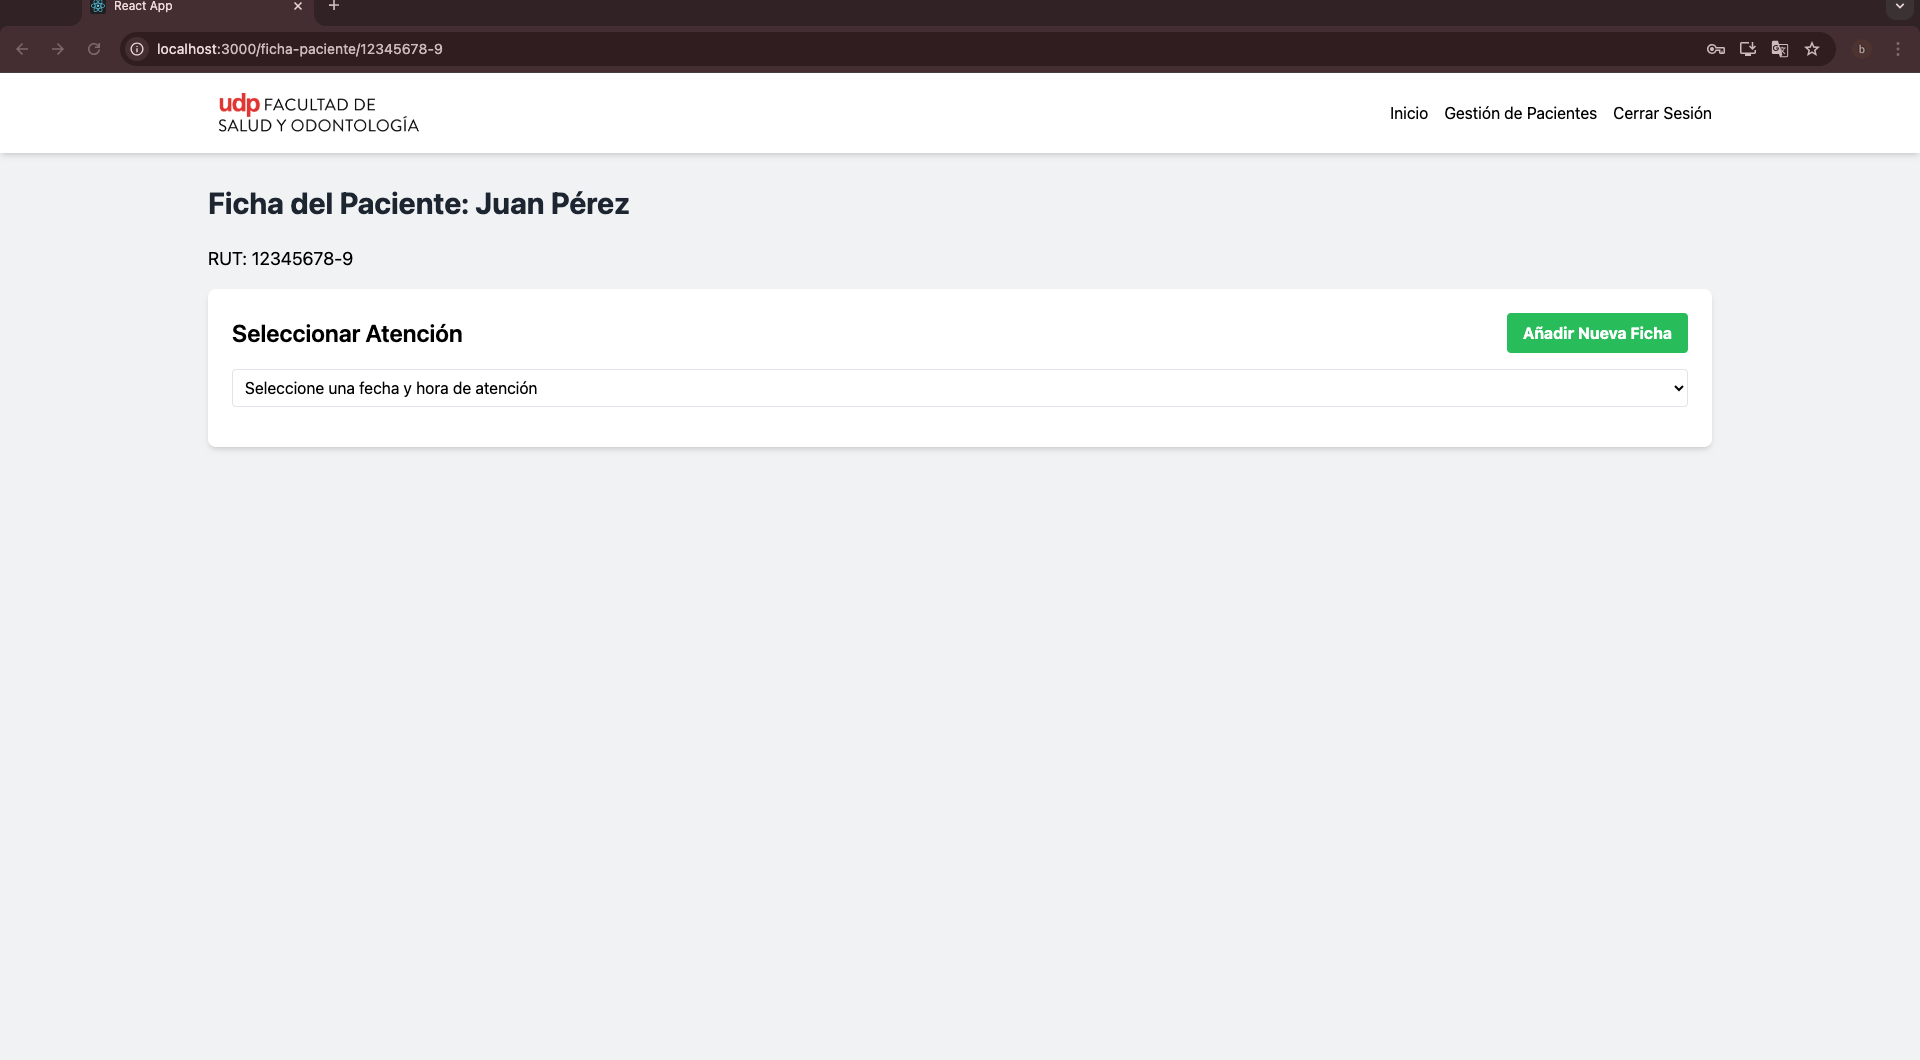 React App
localhost:3000/ficha-paciente/12345678-9
b
udp FACULTAD DE
SALUD Y ODONTOLOGÍA
Inicio Gestión de Pacientes Cerrar Sesión
Ficha del Paciente: Juan Pérez
RUT: 12345678-9
Seleccionar Atención
Añadir Nueva Ficha
Seleccione una fecha y hora de atención